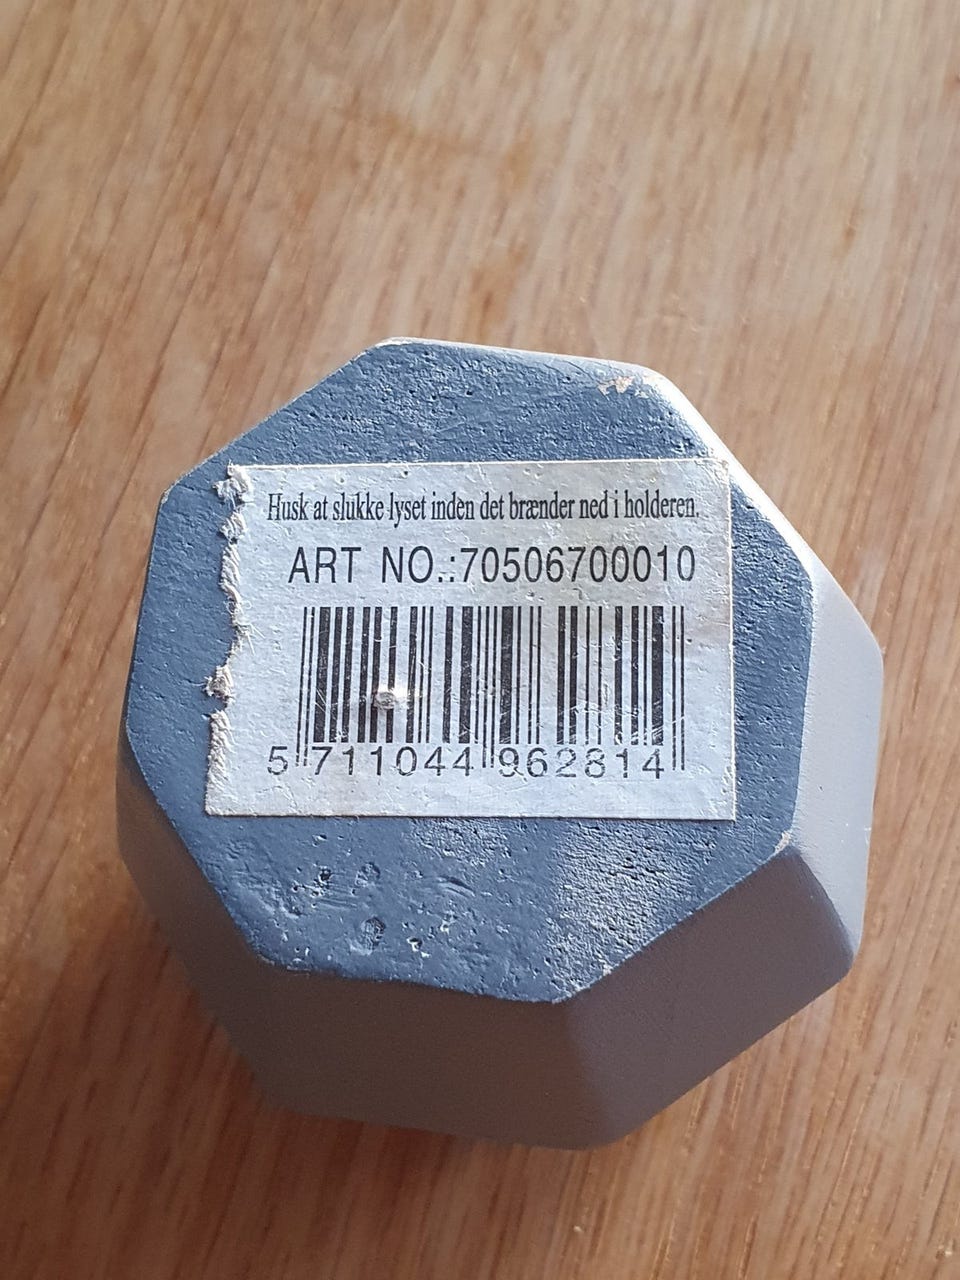 Husk at slukke lyset inden det brænder ned i holderen.
ART NO.:70506700010
5 711044 962814